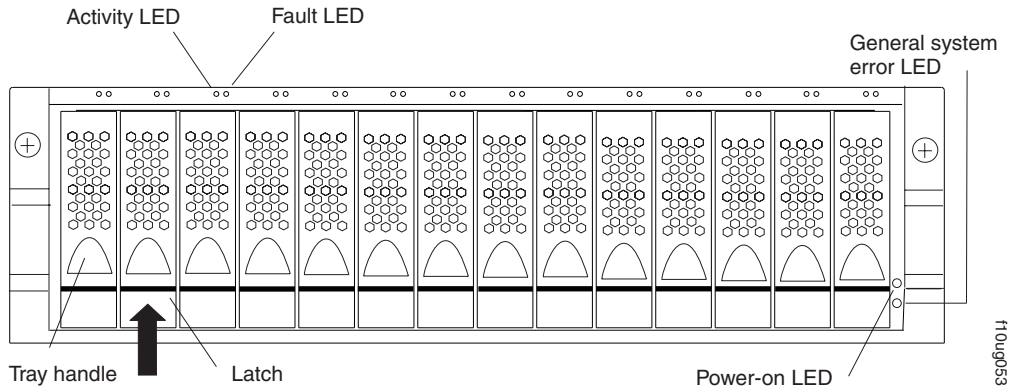 Activity LED
Fault LED
General system
error LED
Tray handle
Latch
Power-on LED
f10ug053